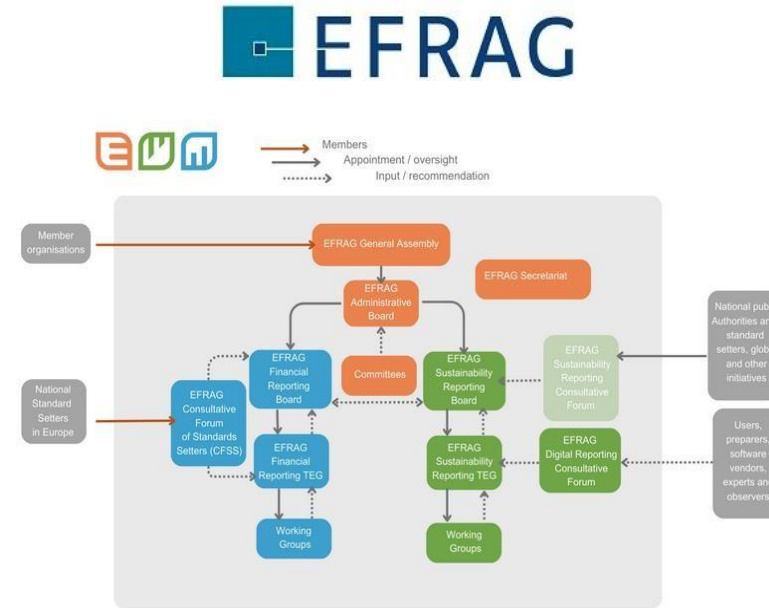 EFRAG
Members
Appointment / oversight
Input / recommendation
Member
organisations
EFRAG General Assembly
EFRAG Secretariat
EFRAG
Administrative
Board
National
Standard
Setters
in Europe
EFRAG
Consultative
Forum
of Standards
Setters (CFSS)
EFRAG
Financial
Reporting
Board
Committees
EFRAG
Sustainability
Reporting
Board
EFRAG
Sustainability
Reporting
Consultative
Forum
National pub
Authorities an
standard
setters, glob
and other
initiatives
EFRAG
Financial
Reporting TEG
EFRAG
Sustainability
Reporting TEG
EFRAG
Digital Reporting
Consultative
Forum
Users,
preparers,
software
vendors,
experts an
observers
Working
Groups
Working
Groups